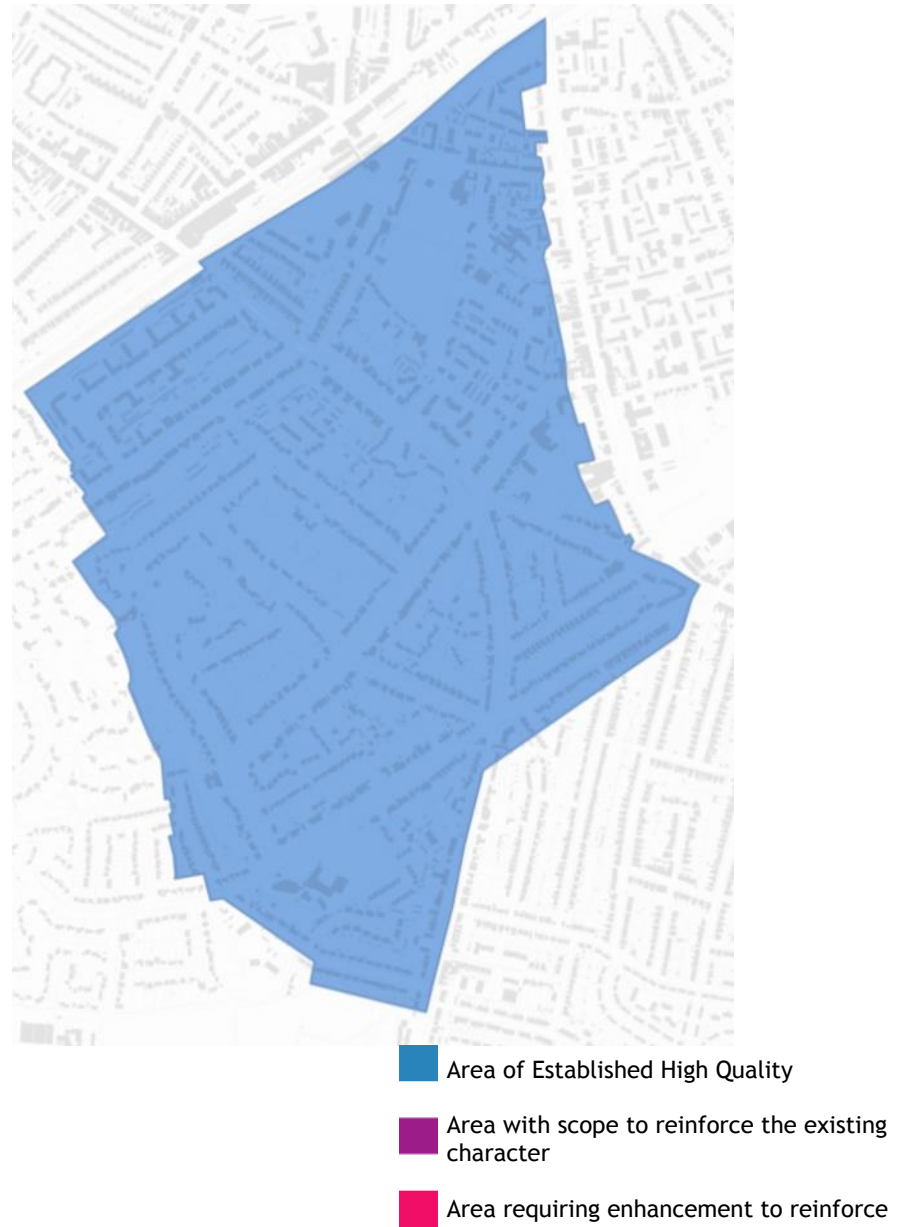 Area of Established High Quality
Area with scope to reinforce the existing
character
Area requiring enhancement to reinforce